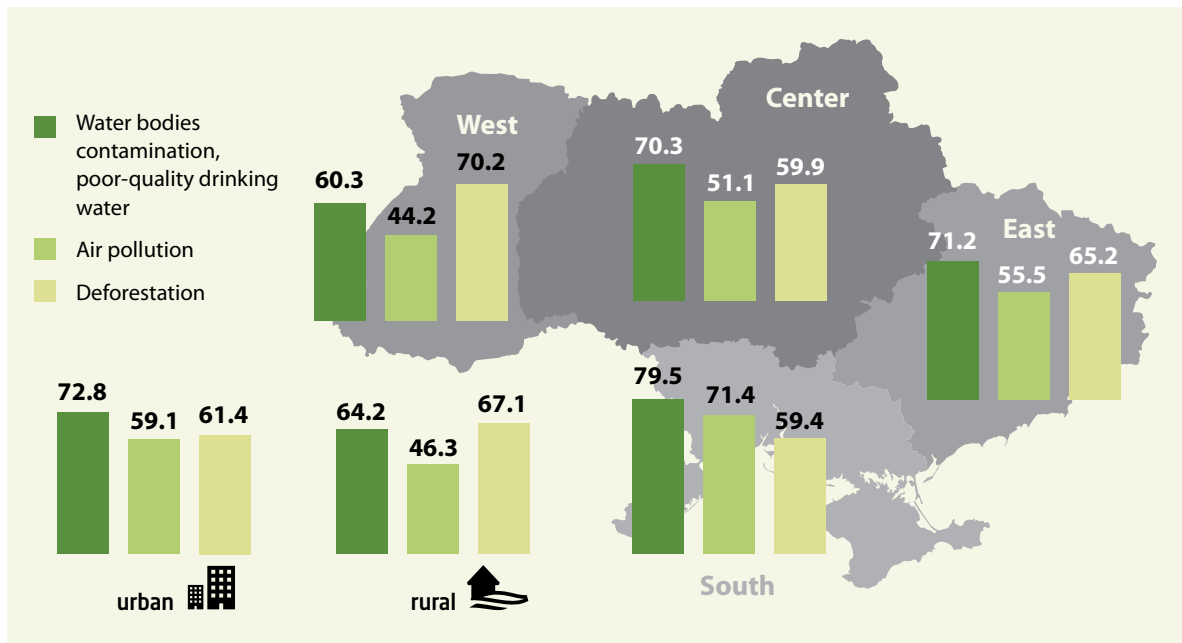 Water bodies
contamination,
poor-quality drinking
water
Air pollution
Deforestation
West
60.3
44.2
70.2
Center
70.3
51.1
59.9
East
71.2
55.5
65.2
72.8
59.1
61.4
urban
64.2
46.3
67.1
rural
79.5
71.4
59.4
South